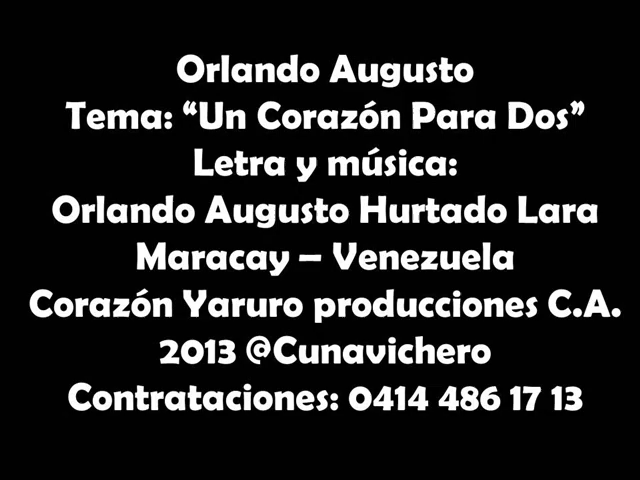 Orlando Augusto
Tema: “Un Corazón Para Dos”
Letra y música:
Orlando Augusto Hurtado Lara
Maracay – Venezuela
Corazón Yaruro producciones C.A.
2013 @Cunavichero
Contrataciones: 0414 486 17 13